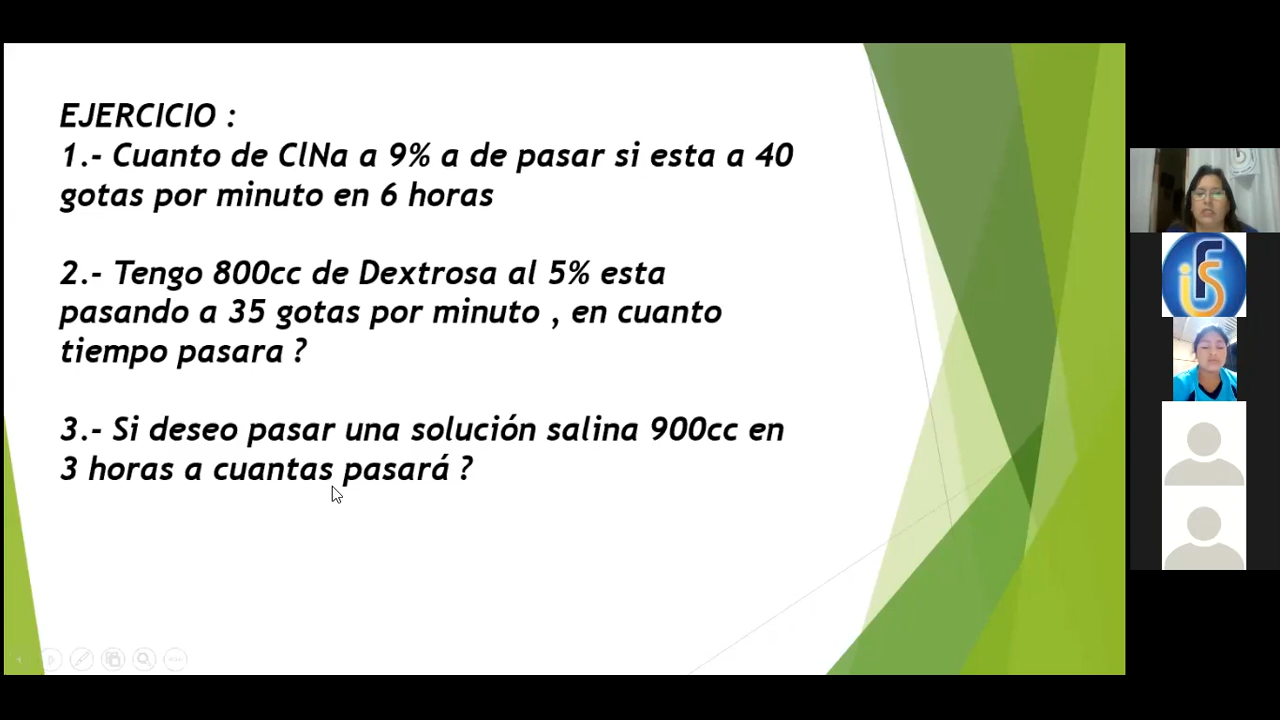 EJERCICIO :
1.- Cuanto de ClNa a 9% a de pasar si esta a 40
gotas por minuto en 6 horas
2.- Tengo 800cc de Dextrosa al 5% esta
pasando a 35 gotas por minuto , en cuanto
tiempo pasara ?
3.- Si deseo pasar una solución salina 900cc en
3 horas a cuantas pasará ?